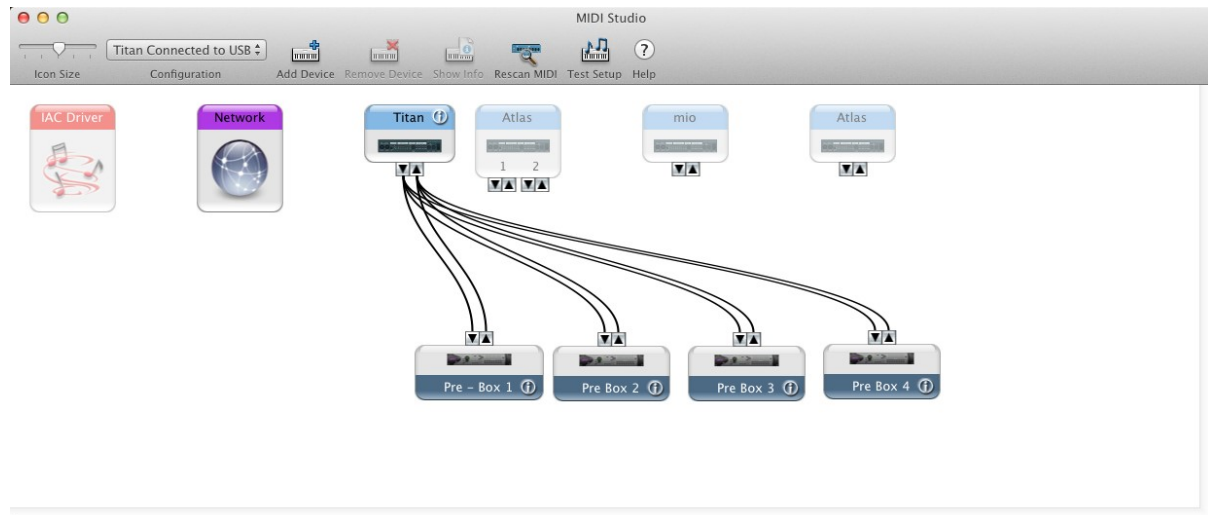 MIDI Studio
Titan Connected to USB
Icon Size Configuration Add Device Remove Device Show Info Rescan MIDI Test Setup ? Help
IAC Driver Network Titan i Atlas mio Atlas
1 2
Pre - Box 1 i Pre Box 2 i Pre Box 3 i Pre Box 4 i